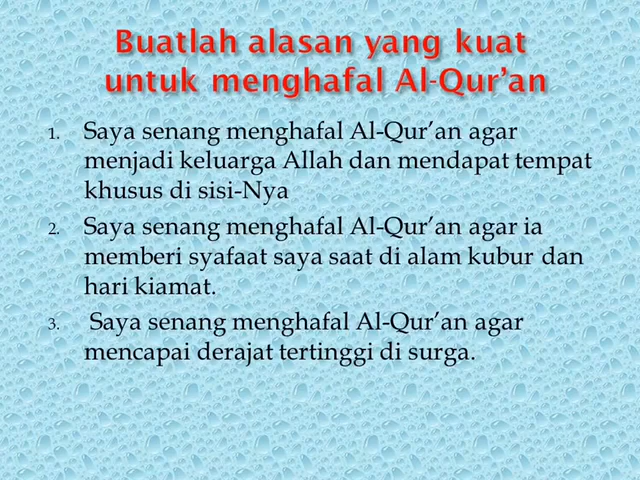 Buatlah alasan yang kuat
untuk menghafal Al-Qur’an
1. Saya senang menghafal Al-Qur’an agar
menjadi keluarga Allah dan mendapat tempat
khusus di sisi-Nya
2. Saya senang menghafal Al-Qur’an agar ia
memberi syafaat saya saat di alam kubur dan
hari kiamat.
3. Saya senang menghafal Al-Qur’an agar
mencapai derajat tertinggi di surga.